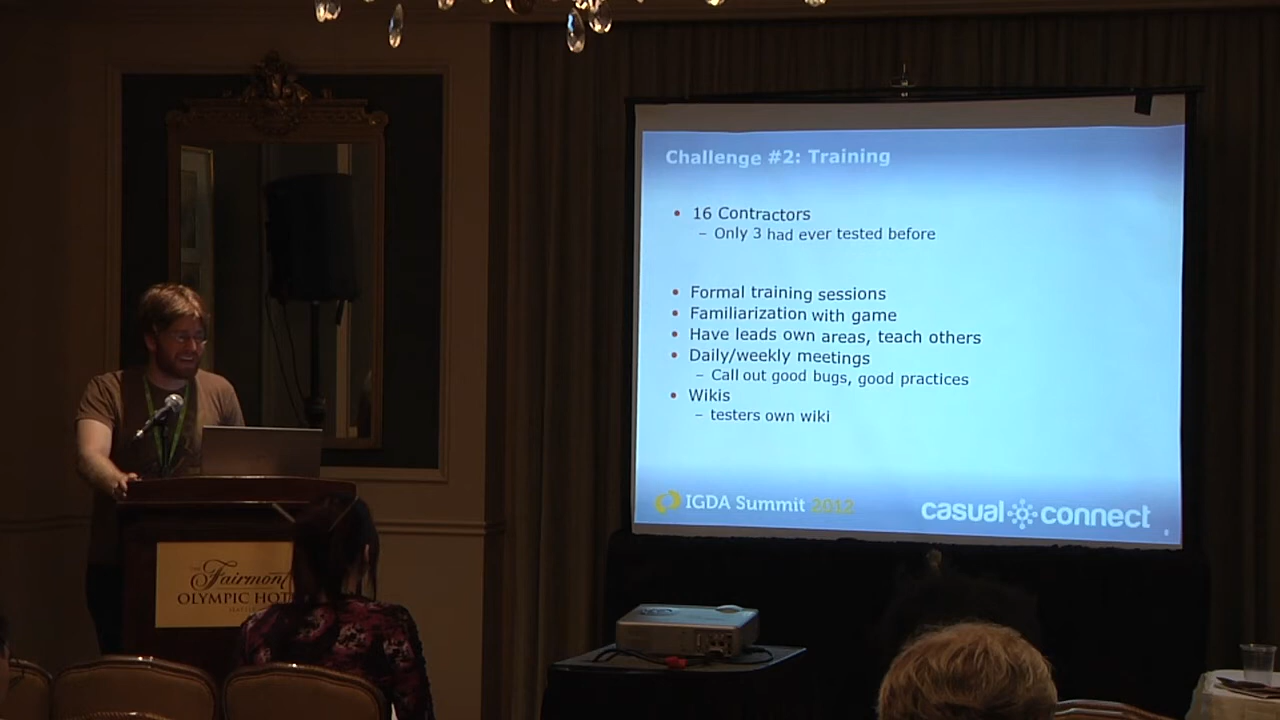 Challenge #2: Training
• 16 Contractors
– Only 3 had ever tested before
• Formal training sessions
• Familiarization with game
• Have leads own areas, teach others
• Daily/weekly meetings
– Call out good bugs, good practices
• Wikis
– testers own wiki
IGDA Summit 2012
casual connect
Fairmont
OLYMPIC HOT